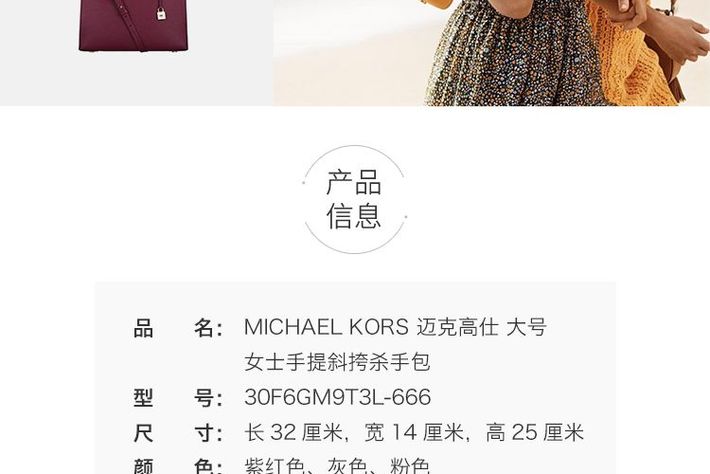 产品
信息
品 名： MICHAEL KORS 迈克高仕 大号
女士手提斜挎杀手包
型 号： 30F6GM9T3L-666
尺 寸： 长 32 厘米，宽 14 厘米，高 25 厘米
颜 色： 紫红色、灰色、粉色